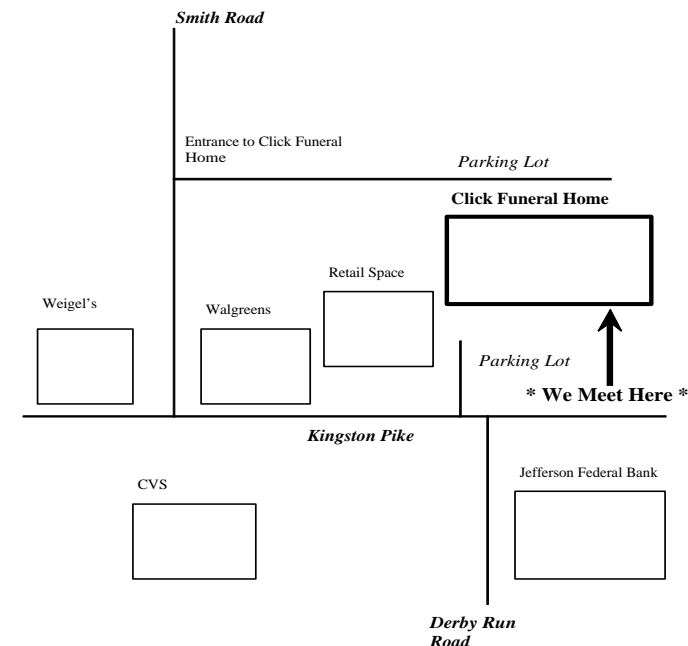 Smith Road
Entrance to Click Funeral
Home
Parking Lot
Click Funeral Home
Retail Space
Weigel's
Walgreens
Parking Lot
* We Meet Here *
Kingston Pike
Jefferson Federal Bank
CVS
Derby Run
Road